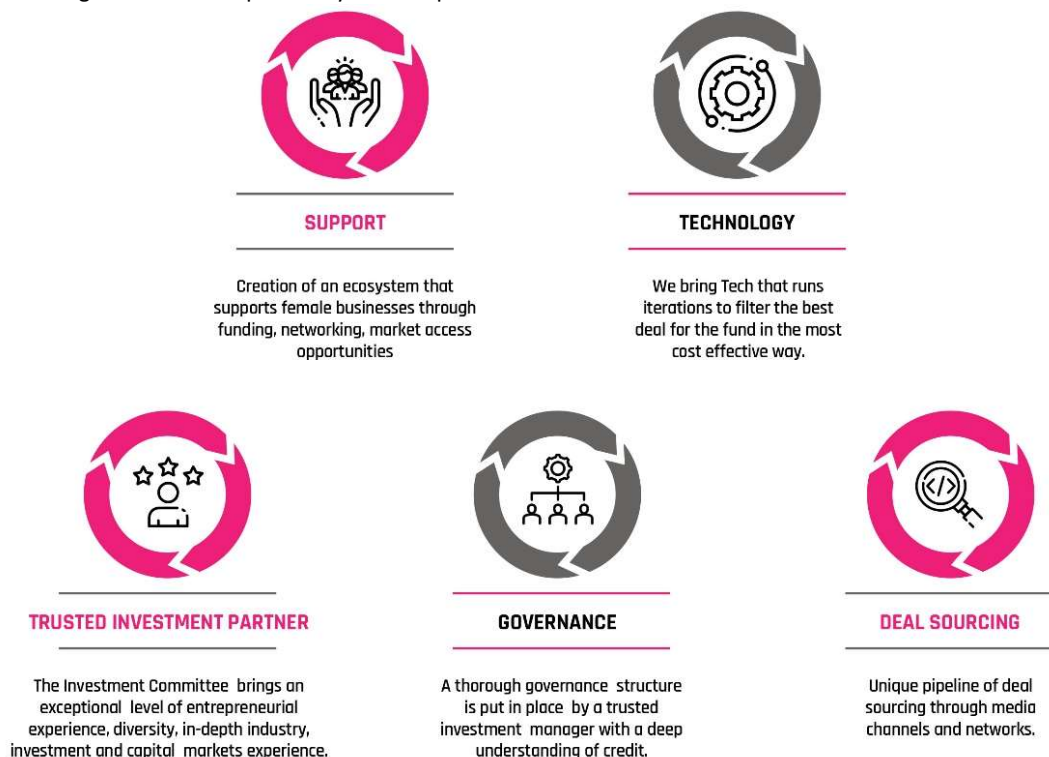 SUPPORT
Creation of an ecosystem that
supports female businesses through
funding, networking, market access
opportunities
TECHNOLOGY
We bring Tech that runs
iterations to filter the best
deal for the fund in the most
cost effective way.
TRUSTED INVESTMENT PARTNER
The Investment Committee brings an
exceptional level of entrepreneurial
experience, diversity, in-depth industry,
investment and capital markets experience.
GOVERNANCE
A thorough governance structure
is put in place by a trusted
investment manager with a deep
understanding of credit.
DEAL SOURCING
Unique pipeline of deal
sourcing through media
channels and networks.